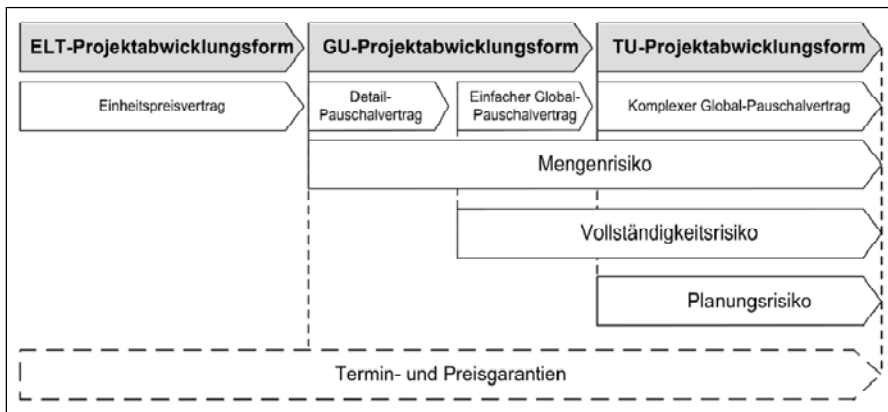 ELT-Projektabwicklungsform
GU-Projektabwicklungsform
TU-Projektabwicklungsform
Einheitspreisvertrag
Detail-
Pauschalvertrag
Einfacher Global-
Pauschalvertrag
Komplexer Global-Pauschalvertrag
Mengenrisiko
Vollständigkeitsrisiko
Planungsrisiko
Termin- und Preisgarantien